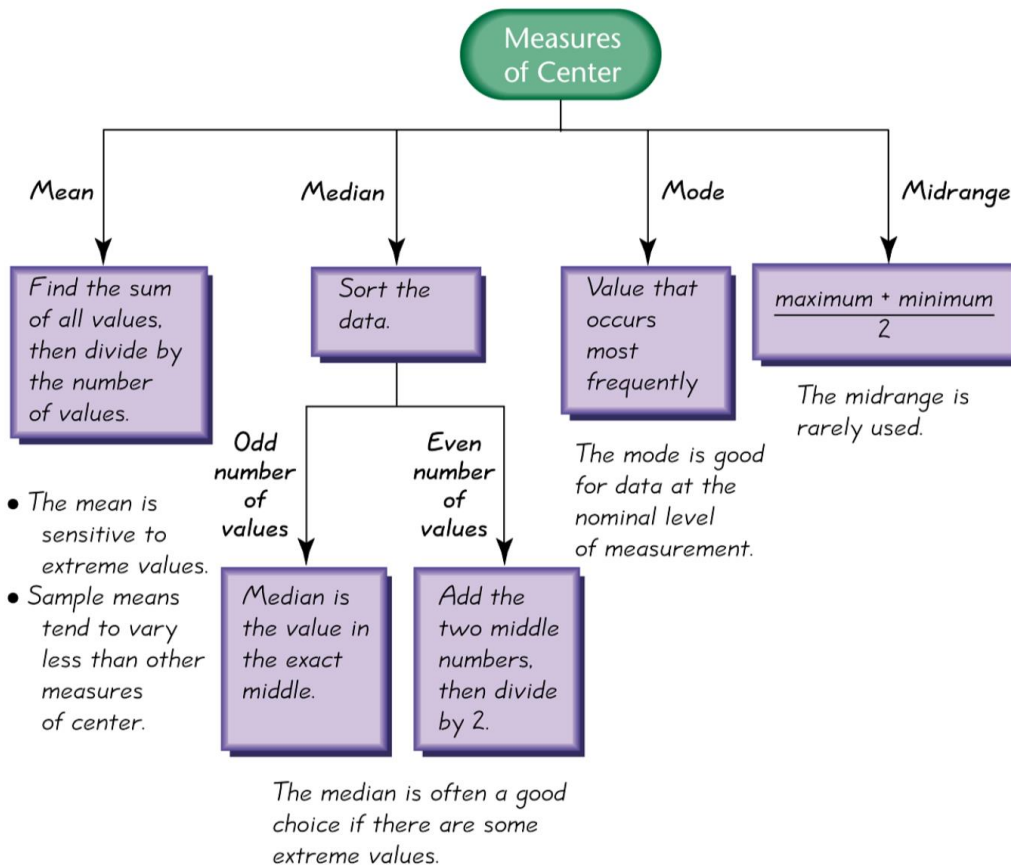 Measures
of Center
Mean
Median
Mode
Midrange
Find the sum
of all values,
then divide by
the number
of values.
Sort the
data.
Value that
occurs
most
frequently
maximum + minimum
2
The midrange is
rarely used.
The mode is good
for data at the
nominal level
of measurement.
Odd
number
of
values
Even
number
of
values
• The mean is
sensitive to
extreme values.
• Sample means
tend to vary
less than other
measures
of center.
Median is
the value in
the exact
middle.
Add the
two middle
numbers,
then divide
by 2.
The median is often a good
choice if there are some
extreme values.